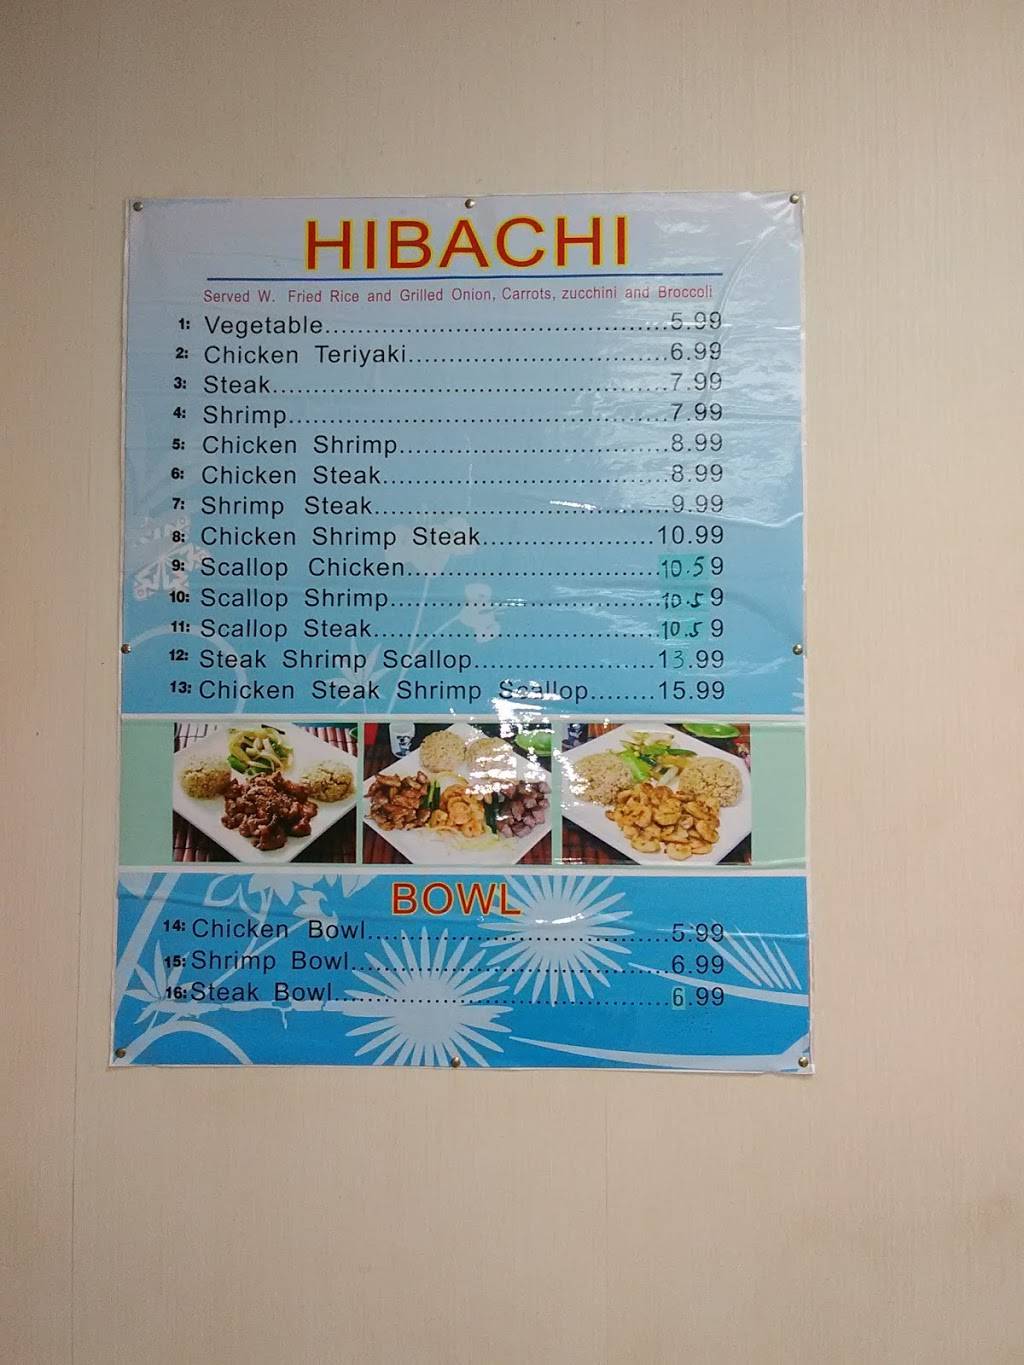 HIBACHI
Served W. Fried Rice and Grilled Onion, Carrots, zucchini and Broccoli
1: Vegetable..........................................5.99
2: Chicken Teriyaki................................6.99
3: Steak.................................................7.99
4: Shrimp...............................................7.99
5: Chicken Shrimp.................................8.99
6: Chicken Steak...................................8.99
7: Shrimp Steak....................................9.99
8: Chicken Shrimp Steak.....................10.99
9: Scallop Chicken...............................10.59
10: Scallop Shrimp.................................10.59
11: Scallop Steak...................................10.59
12: Steak Shrimp Scallop......................13.99
13: Chicken Steak Shrimp Scallop........15.99
BOWL
14: Chicken Bowl.....................................5.99
15: Shrimp Bowl.......................................6.99
16: Steak Bowl.........................................6.99